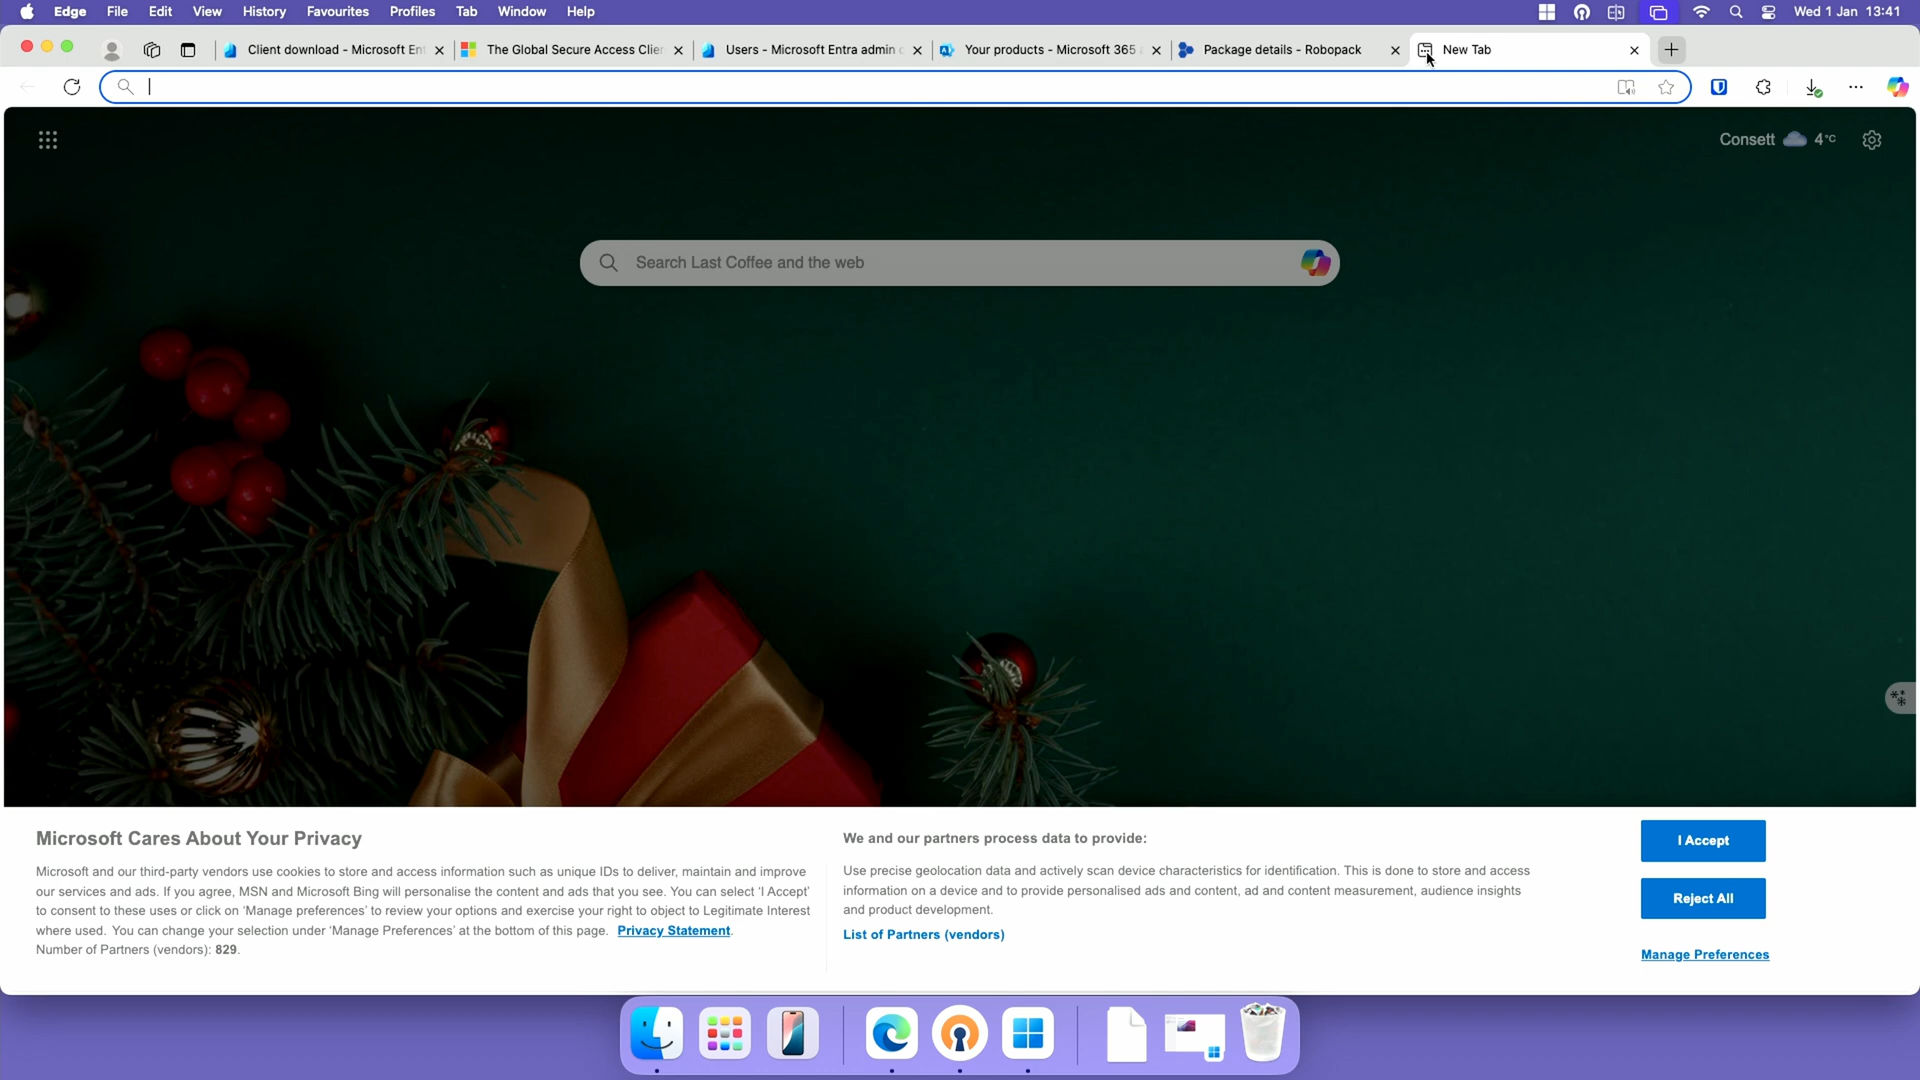 Edge File Edit View History Favourites Profiles Tab Window Help Wed 1 Jan 13:41
Client download - Microsoft Ent The Global Secure Access Clien Users - Microsoft Entra admin c Your products - Microsoft 365 a Package details - Robopack New Tab
Consett 4°C
Search Last Coffee and the web
Microsoft Cares About Your Privacy
Microsoft and our third-party vendors use cookies to store and access information such as unique IDs to deliver, maintain and improve
our services and ads. If you agree, MSN and Microsoft Bing will personalise the content and ads that you see. You can select 'I Accept'
to consent to these uses or click on 'Manage preferences' to review your options and exercise your right to object to Legitimate Interest
where used. You can change your selection under 'Manage Preferences' at the bottom of this page. Privacy Statement.
Number of Partners (vendors): 829.
We and our partners process data to provide:
Use precise geolocation data and actively scan device characteristics for identification. This is done to store and access
information on a device and to provide personalised ads and content, ad and content measurement, audience insights
and product development.
List of Partners (vendors)
I Accept
Reject All
Manage Preferences